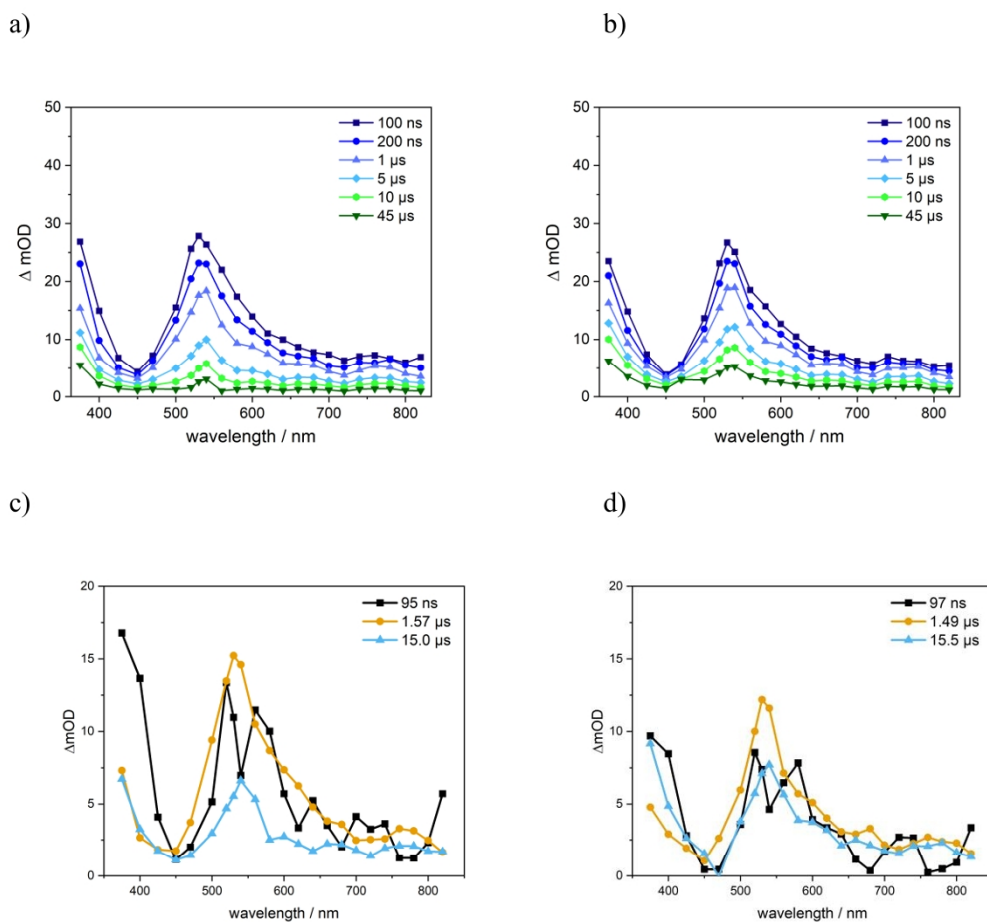 a)
b)
50
40
30
20
10
0
Δ mOD
400 500 600 700 800
wavelength / nm
100 ns
200 ns
1 µs
5 µs
10 µs
45 µs
50
40
30
20
10
0
Δ mOD
400 500 600 700 800
wavelength / nm
100 ns
200 ns
1 µs
5 µs
10 µs
45 µs
c)
d)
20
15
10
5
0
ΔmOD
400 500 600 700 800
wavelength / nm
95 ns
1.57 µs
15.0 µs
20
15
10
5
0
ΔmOD
400 500 600 700 800
wavelength / nm
97 ns
1.49 µs
15.5 µs